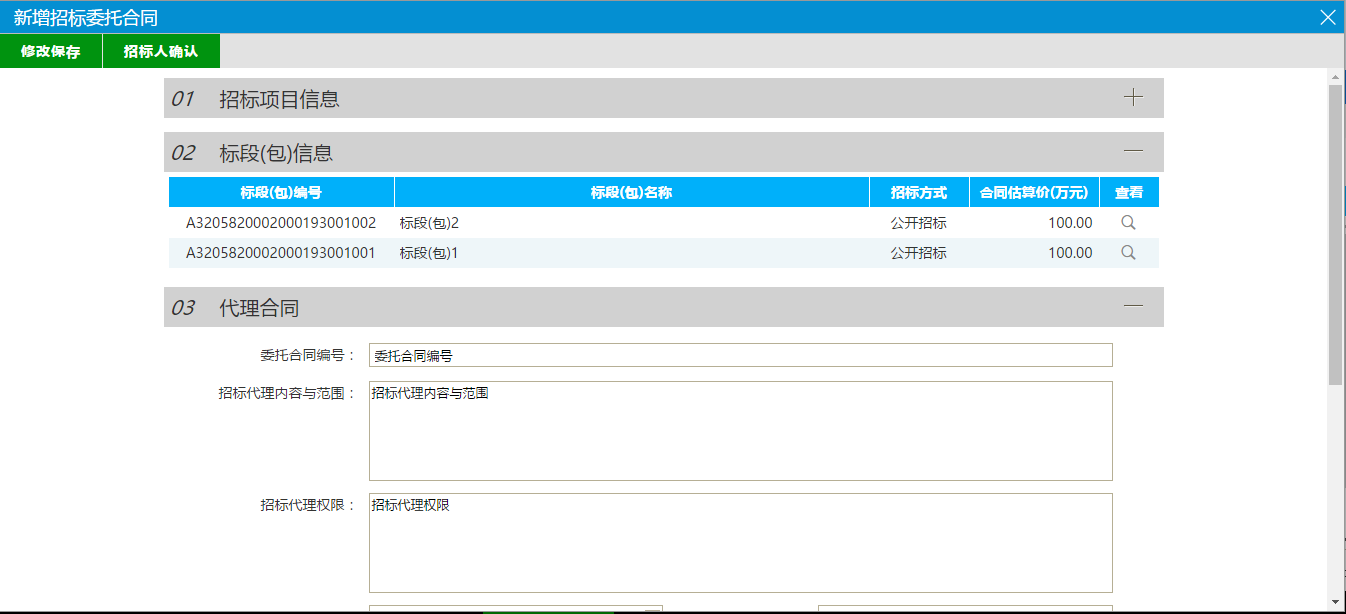 新增招标委托合同
修改保存 招标人确认
01 招标项目信息
02 标段(包)信息
标段(包)编号 标段(包)名称 招标方式 合同估算价(万元) 查看
A3205820002000193001002 标段(包)2 公开招标 100.00
A3205820002000193001001 标段(包)1 公开招标 100.00
03 代理合同
委托合同编号： 委托合同编号
招标代理内容与范围： 招标代理内容与范围
招标代理权限： 招标代理权限